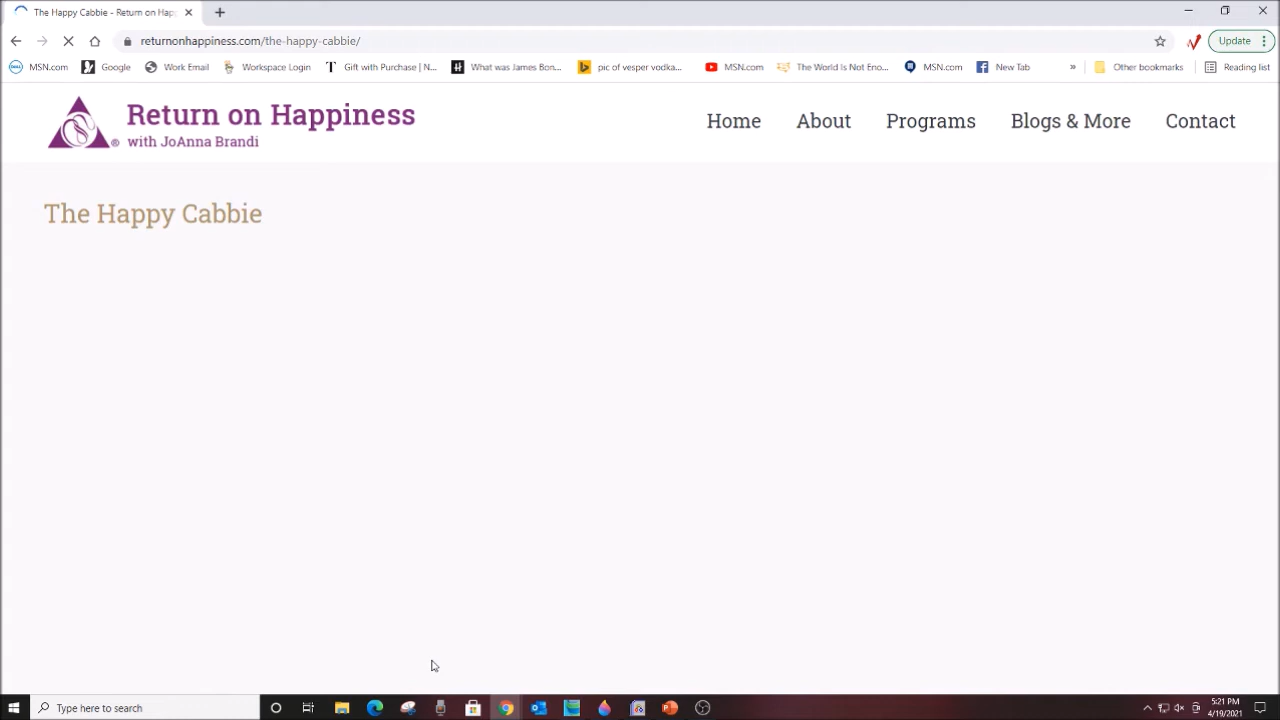 The Happy Cabbie - Return on Hap
returnonhappiness.com/the-happy-cabbie/
Update
MSN.com
Google
Work Email
Workspace Login
Gift with Purchase | N...
What was James Bon...
pic of vesper vodka...
MSN.com
The World Is Not Eno...
MSN.com
New Tab
»
Other bookmarks
Reading list
Return on Happiness
with JoAnna Brandi
Home
About
Programs
Blogs & More
Contact
The Happy Cabbie
Type here to search
5:21 PM
4/19/2021